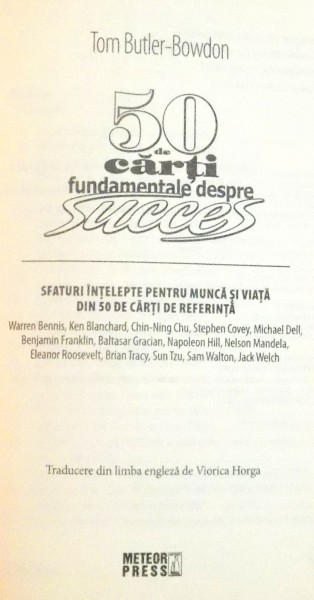 Tom Butler-Bowdon
50
de
cărți
fundamentale despre
succes
SFATURI ÎNȚELEPTE PENTRU MUNCĂ ȘI VIAȚĂ
DIN 50 DE CĂRȚI DE REFERINȚĂ
Warren Bennis, Ken Blanchard, Chin-Ning Chu, Stephen Covey, Michael Dell,
Benjamin Franklin, Baltasar Gracian, Napoleon Hill, Nelson Mandela,
Eleanor Roosevelt, Brian Tracy, Sun Tzu, Sam Walton, Jack Welch
Traducere din limba engleză de Viorica Horga
METEOR
PRESS